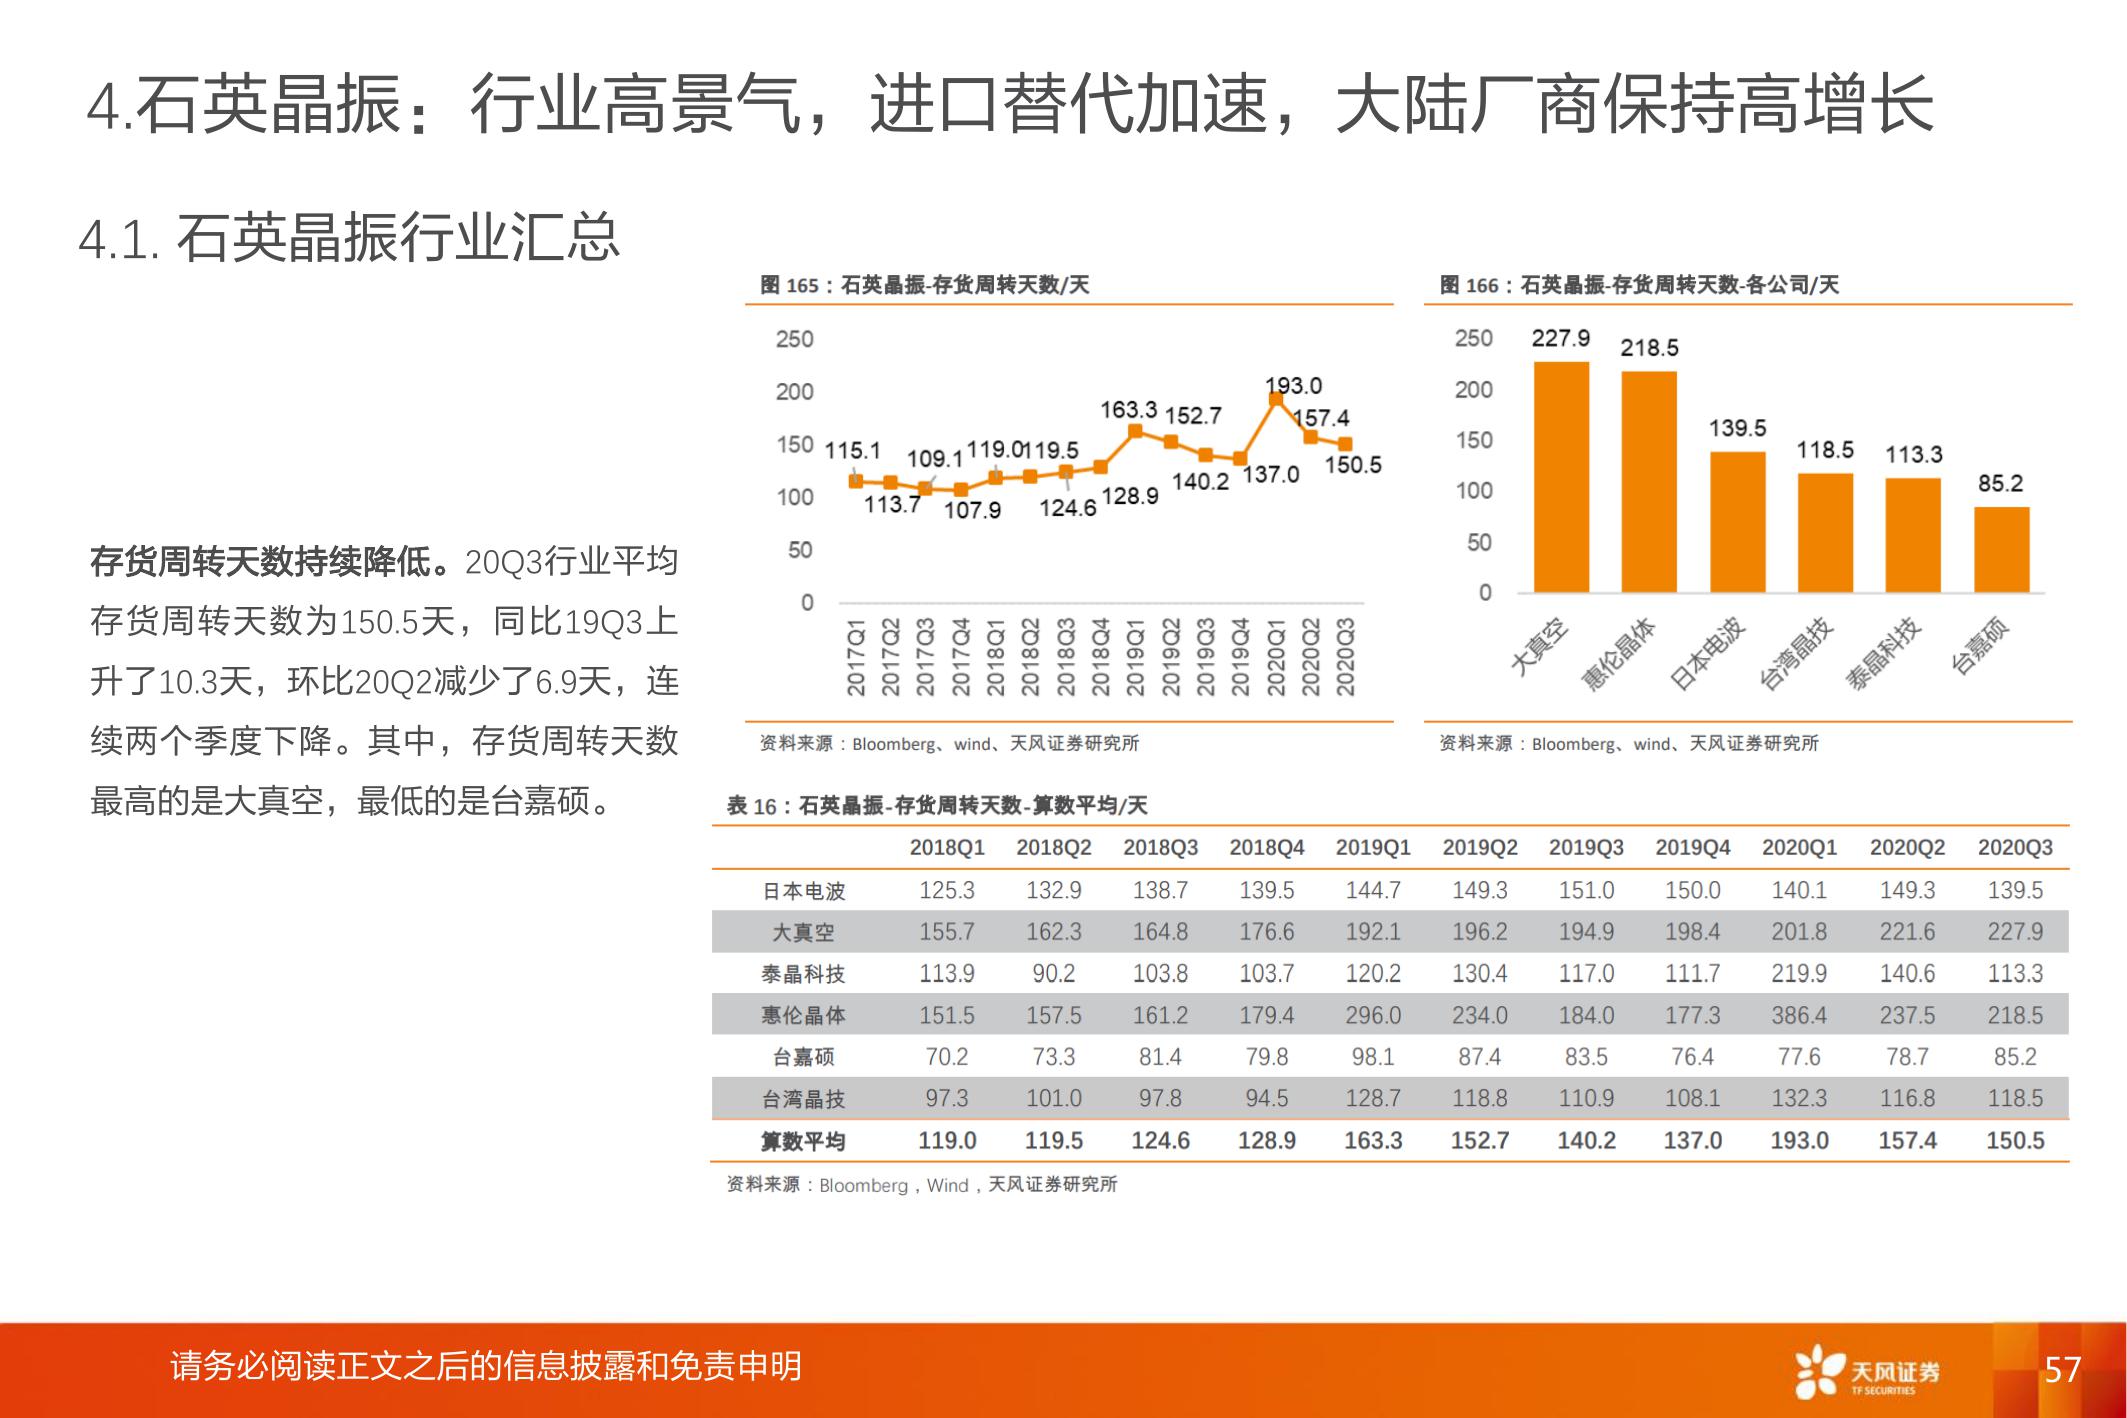 4.石英晶振：行业高景气，进口替代加速，大陆厂商保持高增长
4.1. 石英晶振行业汇总
存货周转天数持续降低。20Q3行业平均
存货周转天数为150.5天，同比19Q3上
升了10.3天，环比20Q2减少了6.9天，连
续两个季度下降。其中，存货周转天数
最高的是大真空，最低的是台嘉硕。
图 165：石英晶振-存货周转天数/天
250
200
150
100
50
0
115.1
113.7
109.1
107.9
119.0
119.5
124.6
128.9
163.3
152.7
140.2
137.0
193.0
157.4
150.5
2017Q1
2017Q2
2017Q3
2017Q4
2018Q1
2018Q2
2018Q3
2018Q4
2019Q1
2019Q2
2019Q3
2019Q4
2020Q1
2020Q2
2020Q3
资料来源：Bloomberg、wind、天风证券研究所
图 166：石英晶振-存货周转天数-各公司/天
250
200
150
100
50
0
227.9
218.5
139.5
118.5
113.3
85.2
大真空
惠伦晶体
日本电波
台湾晶技
泰晶科技
台嘉硕
资料来源：Bloomberg、wind、天风证券研究所
表 16：石英晶振-存货周转天数-算数平均/天
2018Q1 2018Q2 2018Q3 2018Q4 2019Q1 2019Q2 2019Q3 2019Q4 2020Q1 2020Q2 2020Q3
日本电波 125.3 132.9 138.7 139.5 144.7 149.3 151.0 150.0 140.1 149.3 139.5
大真空 155.7 162.3 164.8 176.6 192.1 196.2 194.9 198.4 201.8 221.6 227.9
泰晶科技 113.9 90.2 103.8 103.7 120.2 130.4 117.0 111.7 219.9 140.6 113.3
惠伦晶体 151.5 157.5 161.2 179.4 296.0 234.0 184.0 177.3 386.4 237.5 218.5
台嘉硕 70.2 73.3 81.4 79.8 98.1 87.4 83.5 76.4 77.6 78.7 85.2
台湾晶技 97.3 101.0 97.8 94.5 128.7 118.8 110.9 108.1 132.3 116.8 118.5
算数平均 119.0 119.5 124.6 128.9 163.3 152.7 140.2 137.0 193.0 157.4 150.5
资料来源：Bloomberg，Wind，天风证券研究所
请务必阅读正文之后的信息披露和免责申明
天风证券
TF SECURITIES
57